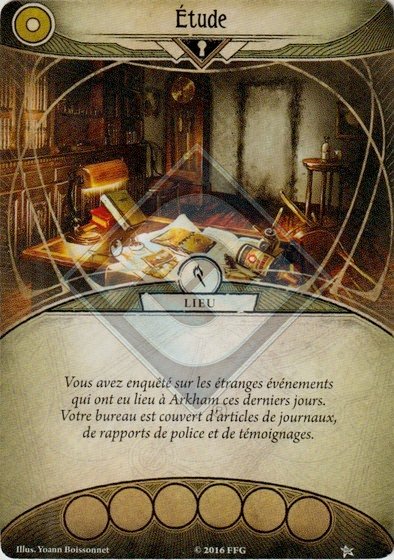 Étude
LIEU
Vous avez enquêté sur les étranges événements
qui ont eu lieu à Arkham ces derniers jours.
Votre bureau est couvert d'articles de journaux,
de rapports de police et de témoignages.
Illus. Yoann Boissonnet
© 2016 FFG